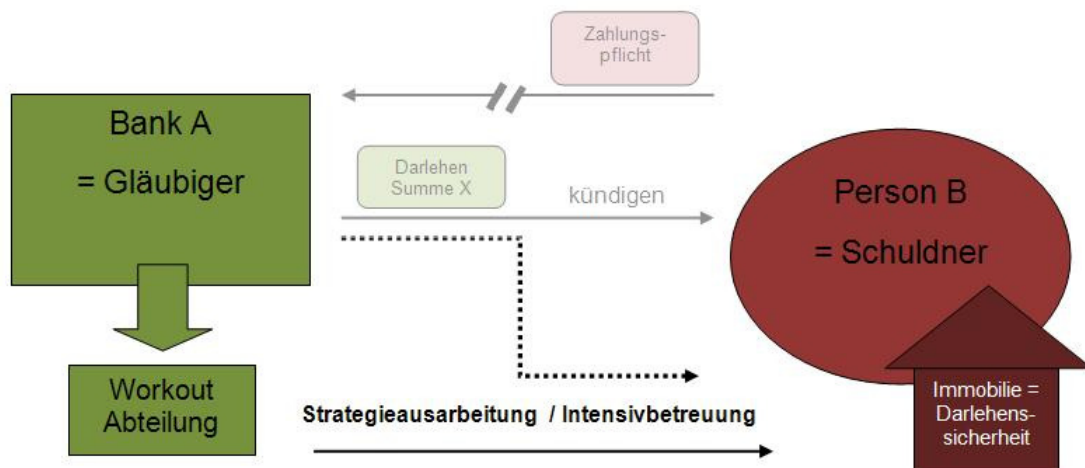 Zahlungs-
pflicht
Bank A
= Gläubiger
Darlehen
Summe X
kündigen
Person B
= Schuldner
Workout
Abteilung
Strategieausarbeitung / Intensivbetreuung
Immobilie =
Darlehens-
sicherheit